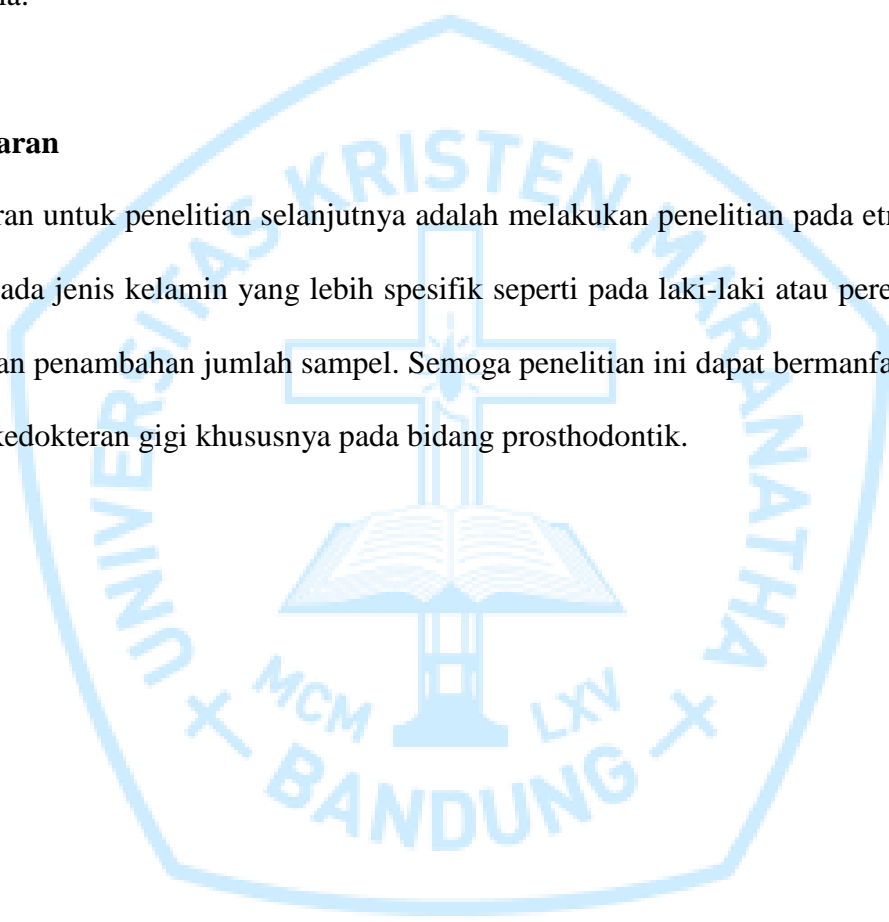 aran
ran untuk penelitian selanjutnya adalah melakukan penelitian pada etn
ada jenis kelamin yang lebih spesifik seperti pada laki-laki atau pere
an penambahan jumlah sampel. Semoga penelitian ini dapat bermanfa
kedokteran gigi khususnya pada bidang prosthodontik.
UNIVERSITAS KRISTEN MARANATHA
MCM LXV
BANDUNG